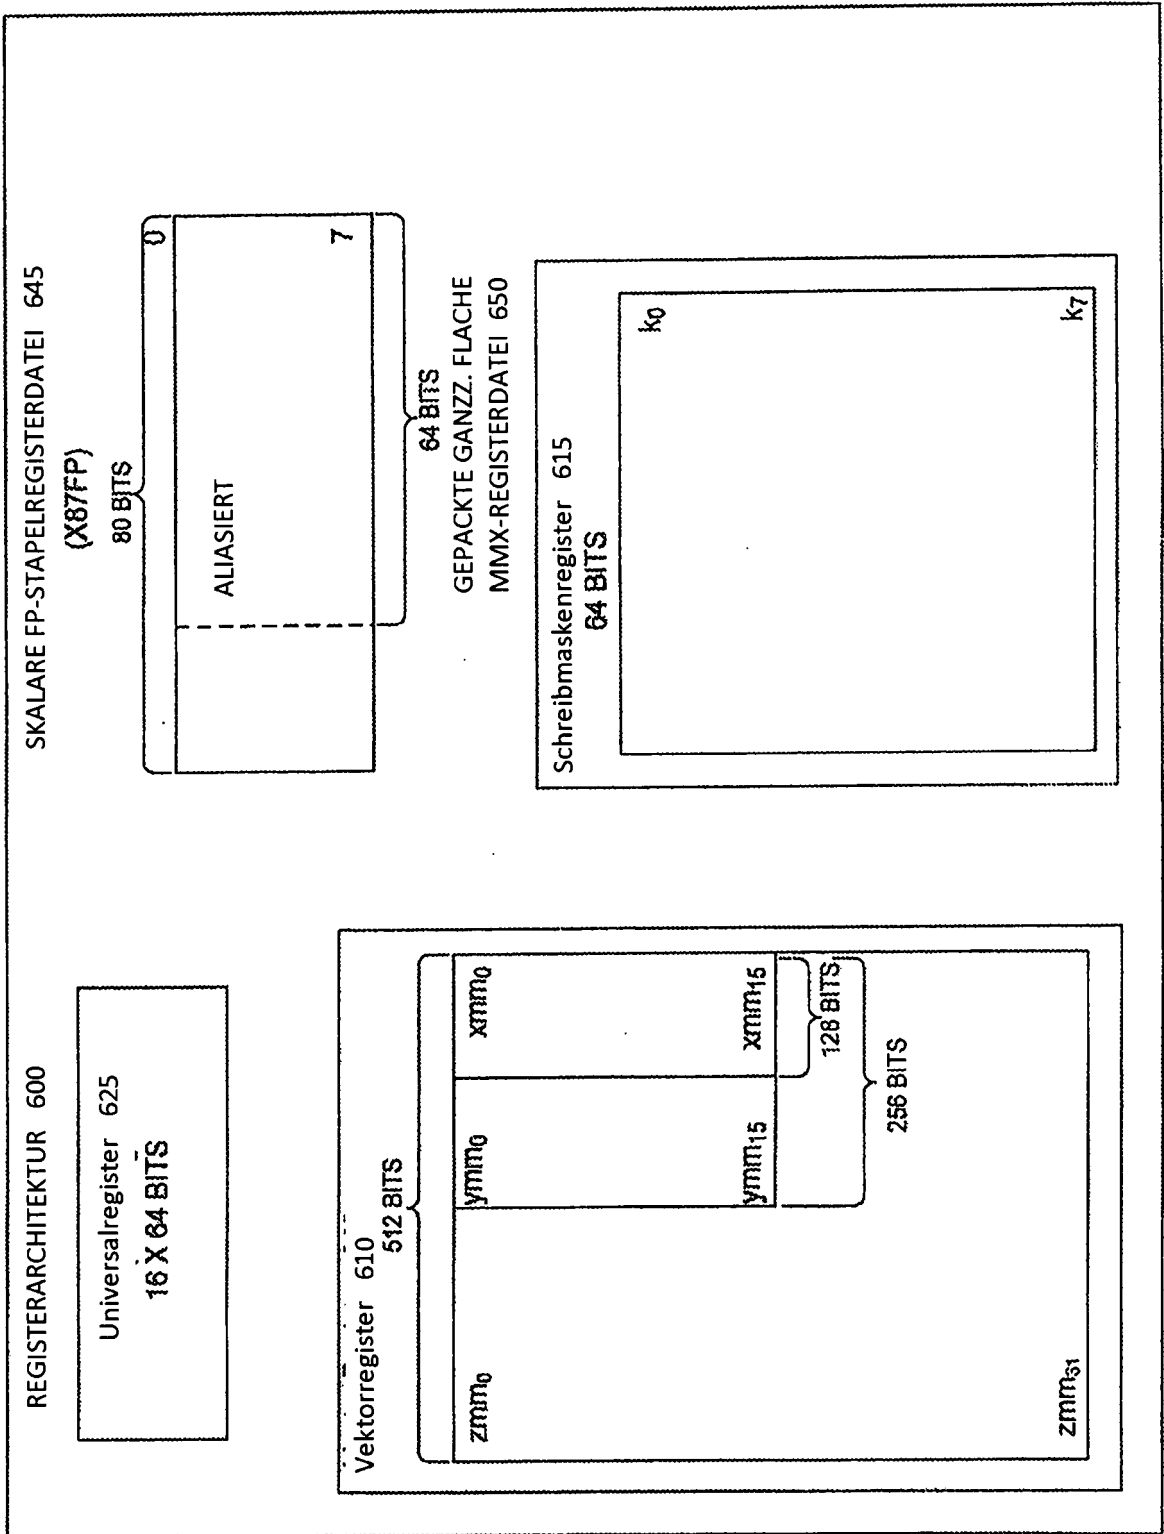 REGISTERARCHITEKTUR 600
Universalregister 625
16 X 64 BITS
Vektorregister 610
512 BITS
zmm0
ymm0
xmm0
ymm15
xmm15
128 BITS
256 BITS
zmm31
SKALARE FP-STAPELREGISTERDATEI 645
(X87FP)
80 BITS
0
ALIASIERT
7
64 BITS
GEPACKTE GANZZ. FLACHE
MMX-REGISTERDATEI 650
Schreibmaskenregister 615
64 BITS
k0
k7